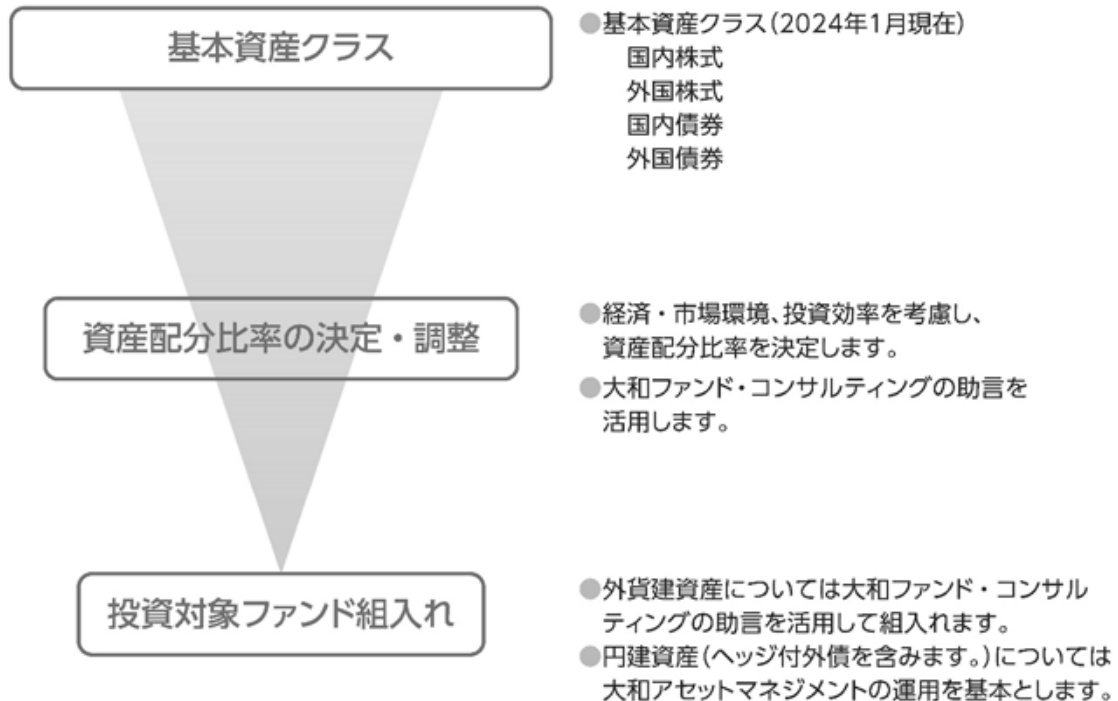 基本資産クラス
●基本資産クラス(2024年1月現在)
国内株式
外国株式
国内債券
外国債券
資産配分比率の決定・調整
●経済・市場環境、投資効率を考慮し、
資産配分比率を決定します。
●大和ファンド・コンサルティングの助言を
活用します。
投資対象ファンド組入れ
●外貨建資産については大和ファンド・コンサル
ティングの助言を活用して組入れます。
●円建資産(ヘッジ付外債を含みます。)については
大和アセットマネジメントの運用を基本とします。